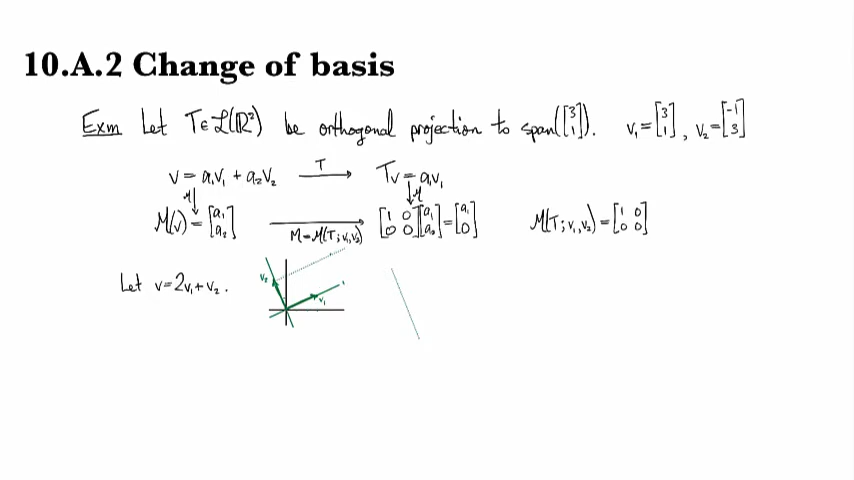 10.A.2 Change of basis
Exm Let T∈ℒ(ℝ²) be orthogonal projection to span([3 1]). v₁=[3 1], v₂=[-1 3]
v = a₁v₁ + a₂v₂ →T Tv = a₁v₁
↓ℳ ↓ℳ
ℳ(v) = [a₁ a₂] → M=ℳ(T; v₁,v₂) [1 0 0 0][a₁ a₂]=[a₁ 0] ℳ(T; v₁,v₂)=[1 0 0 0]
Let v=2v₁+v₂.
v₂
v₁